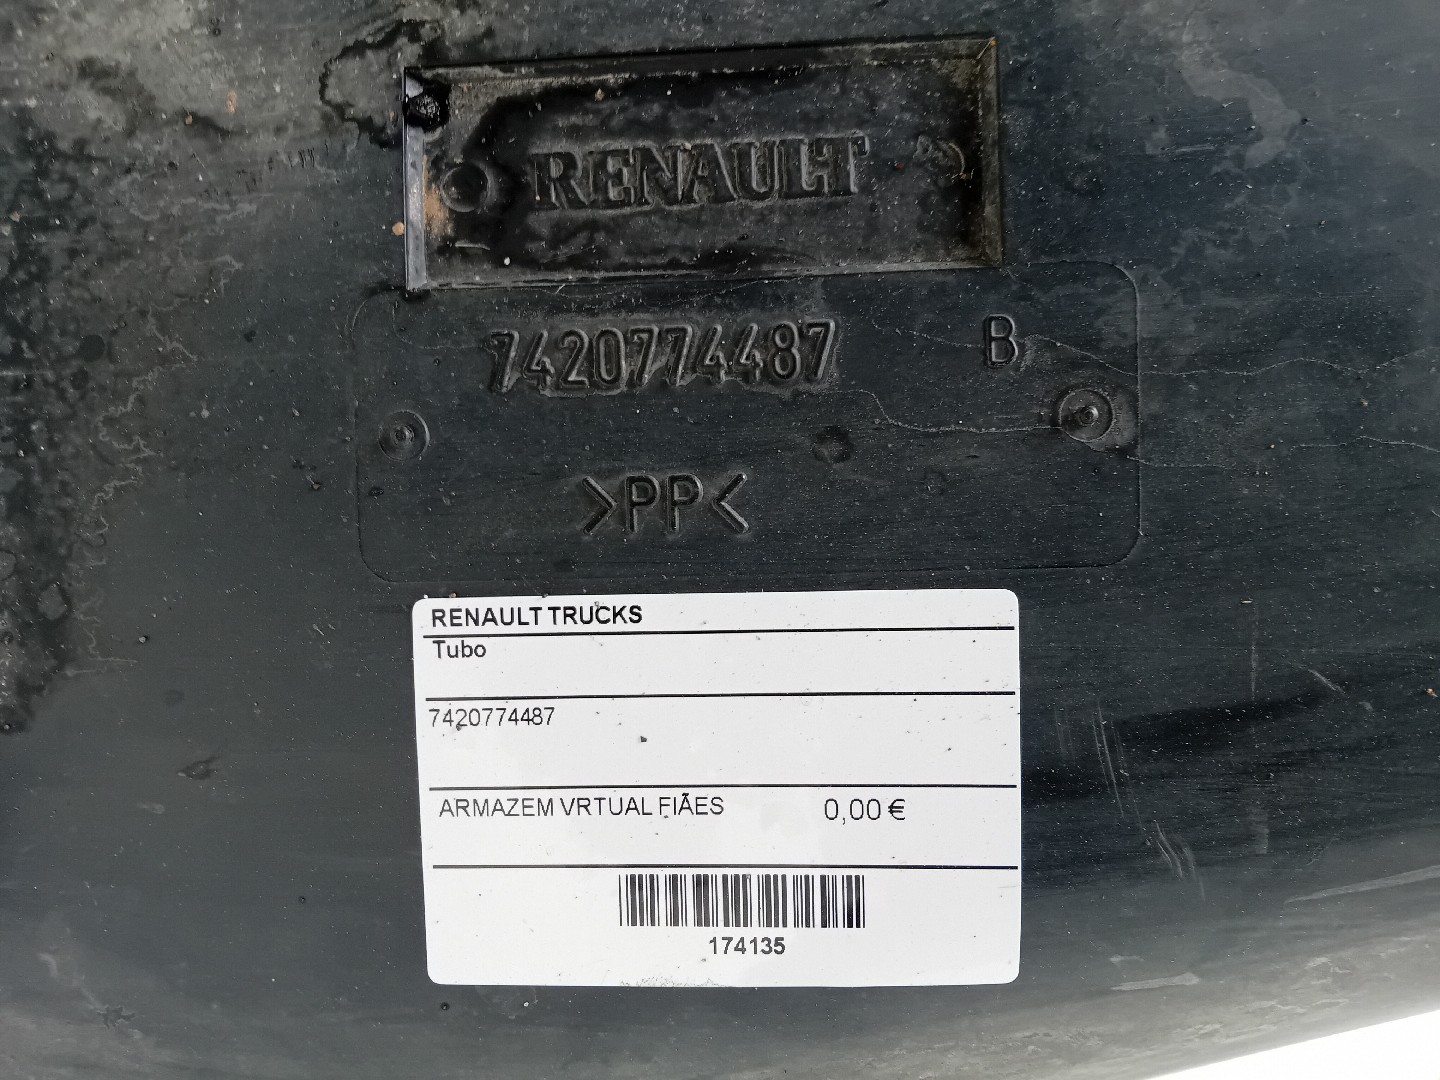 RENAULT
7420774487 B
>PP<
RENAULT TRUCKS
Tubo
7420774487
ARMAZEM VRTUAL FIÃES 0,00 €
174135